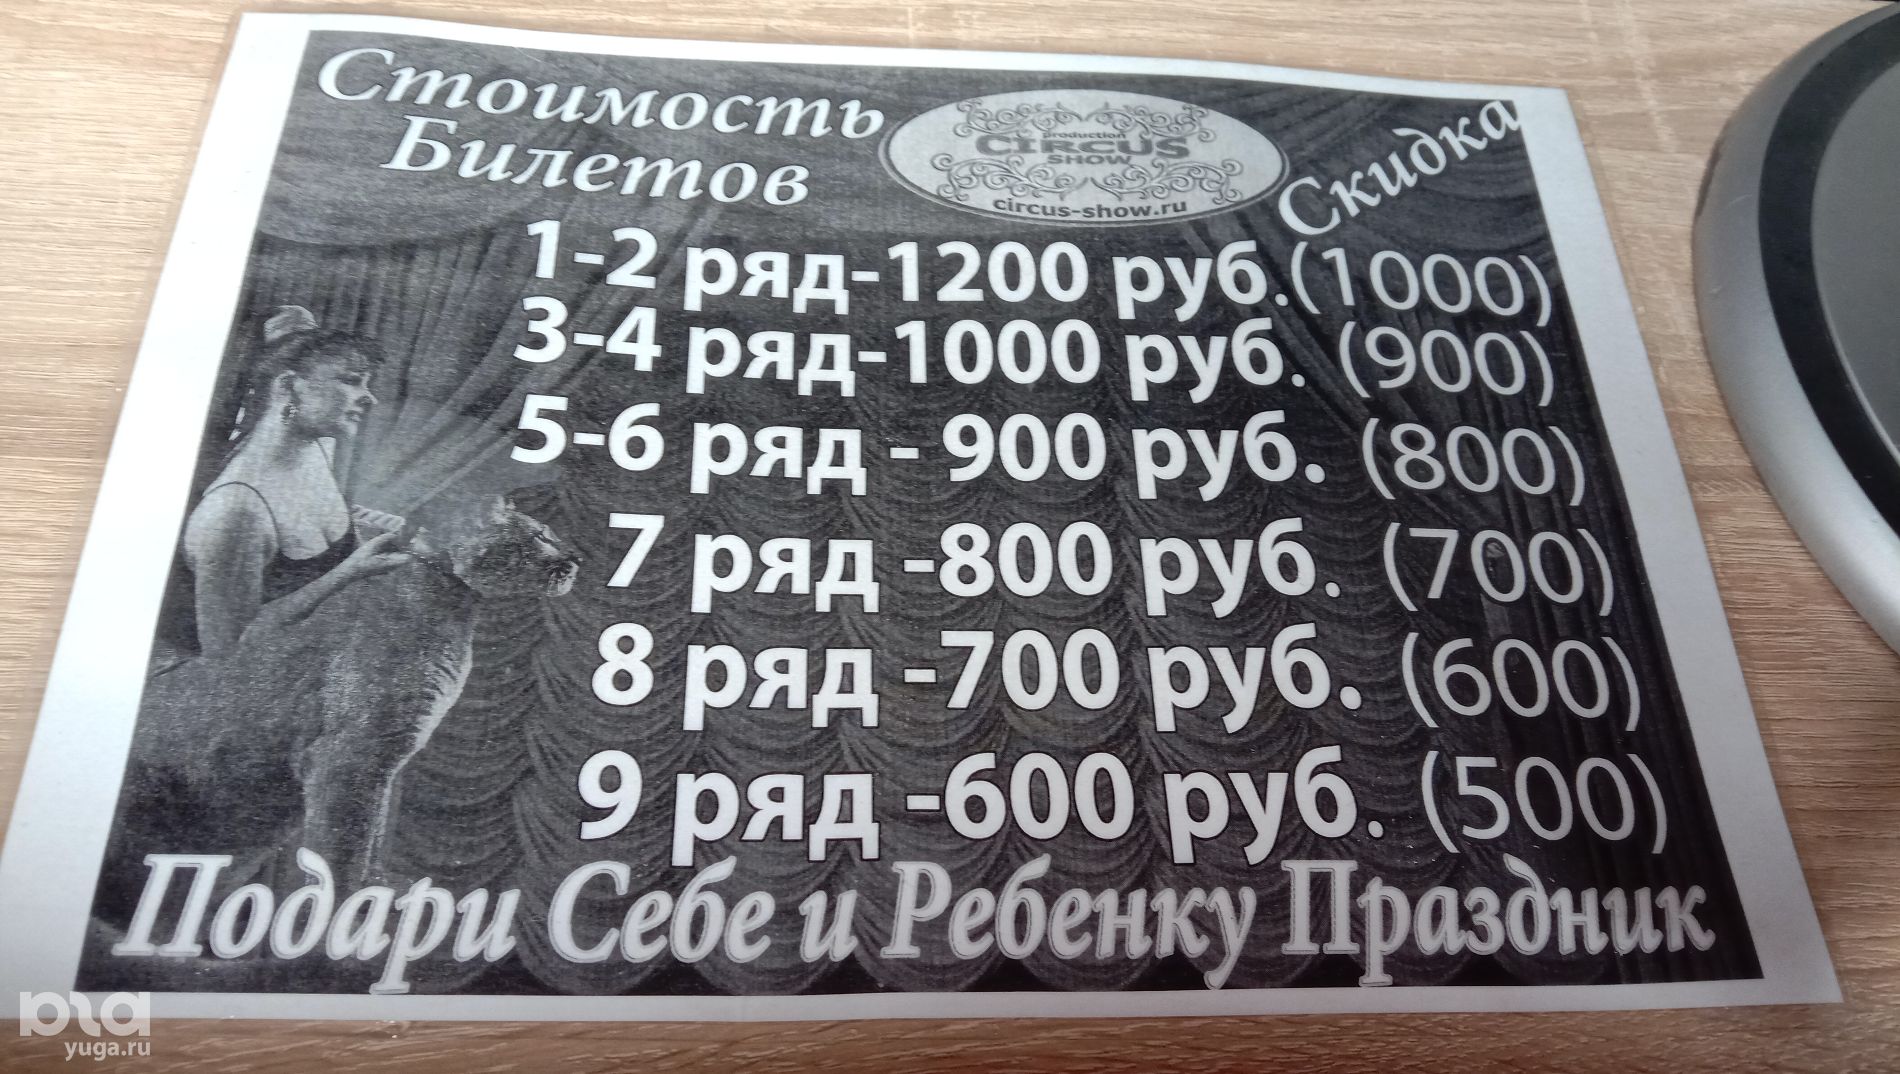 Стоимость
Билетов
production
CIRCUS
SHOW
circus-show.ru
Скидка
1-2 ряд-1200 руб.(1000)
3-4 ряд-1000 руб. (900)
5-6 ряд - 900 руб. (800)
7 ряд -800 руб. (700)
8 ряд -700 руб. (600)
9 ряд -600 руб. (500)
Подари Себе и Ребенку Праздник
yuga.ru